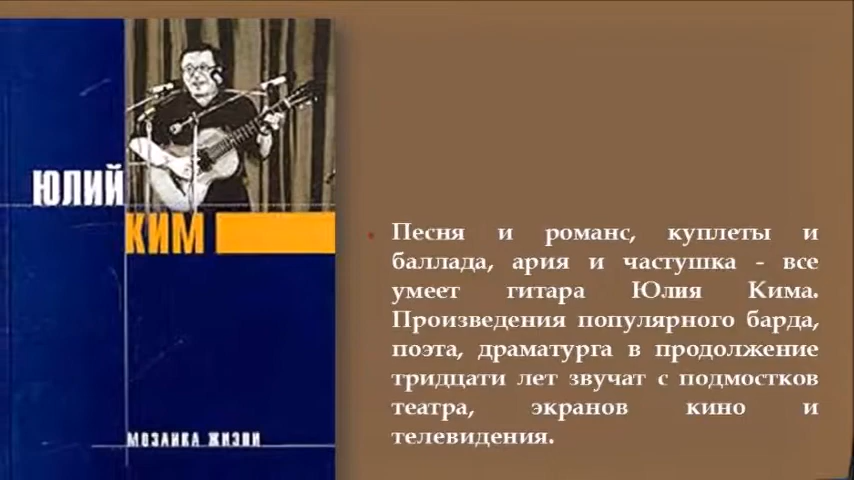 ЮЛИЙ
КИМ
МОЗАИКА ЖИЗНИ
Песня и романс, куплеты и
баллада, ария и частушка - все
умеет гитара Юлия Кима.
Произведения популярного барда,
поэта, драматурга в продолжение
тридцати лет звучат с подмостков
театра, экранов кино и
телевидения.